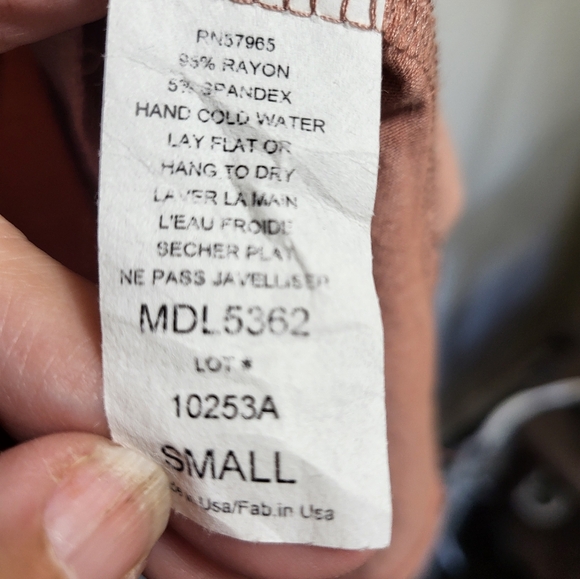 RN57965
95% RAYON
5% SPANDEX
HAND COLD WATER
LAY FLAT OR
HANG TO DRY
LAVER LA MAIN
L'EAU FROIDE
SECHER PLAT
NE PASS JAVELLISER
MDL5362
LOT #
10253A
SMALL
Usa/Fab.in Usa